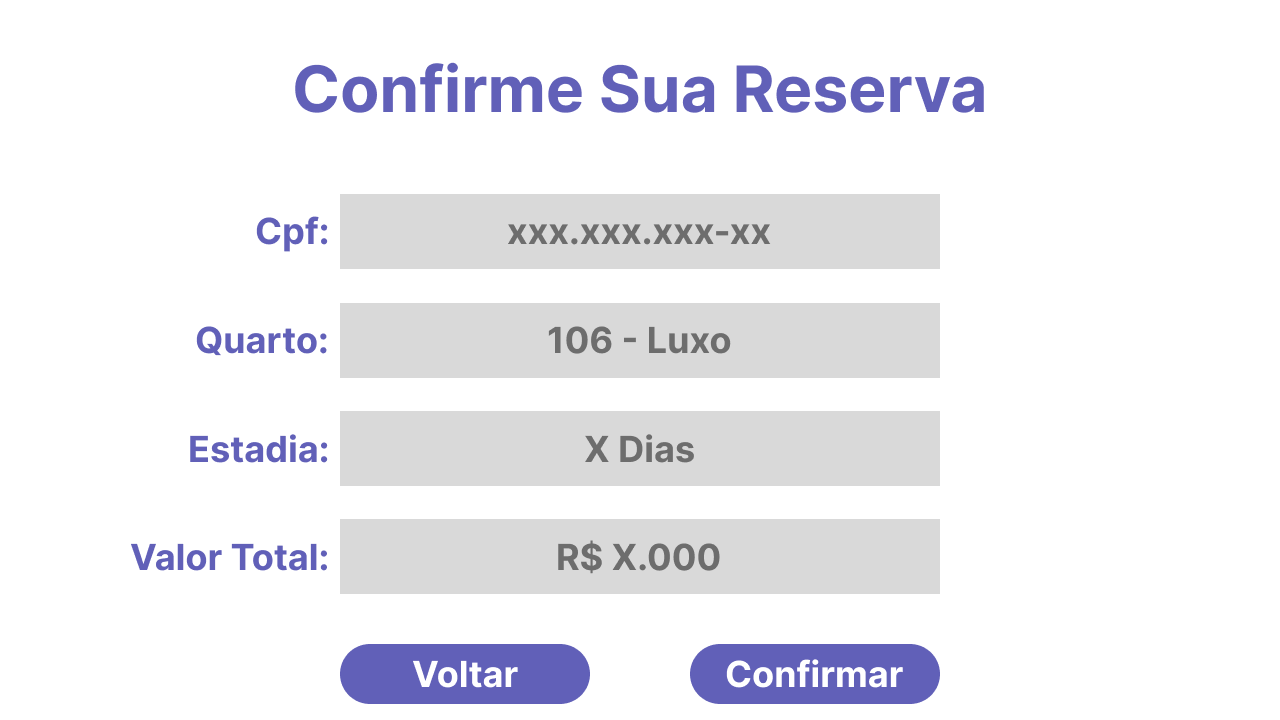 Confirme Sua Reserva
Cpf: xxx.xxx.xxx-xx
Quarto: 106 - Luxo
Estadia: X Dias
Valor Total: R$ X.000
Voltar Confirmar